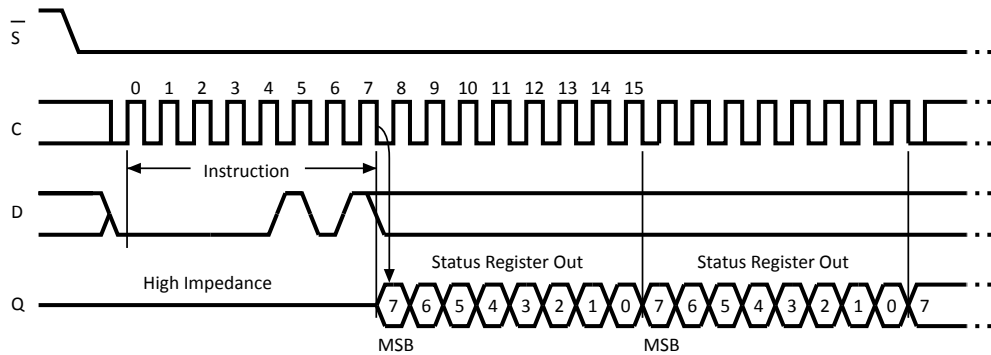 S
0 1 2 3 4 5 6 7 8 9 10 11 12 13 14 15
C
Instruction
D
High Impedance Status Register Out Status Register Out
Q 7 6 5 4 3 2 1 0 7 6 5 4 3 2 1 0 7
MSB MSB